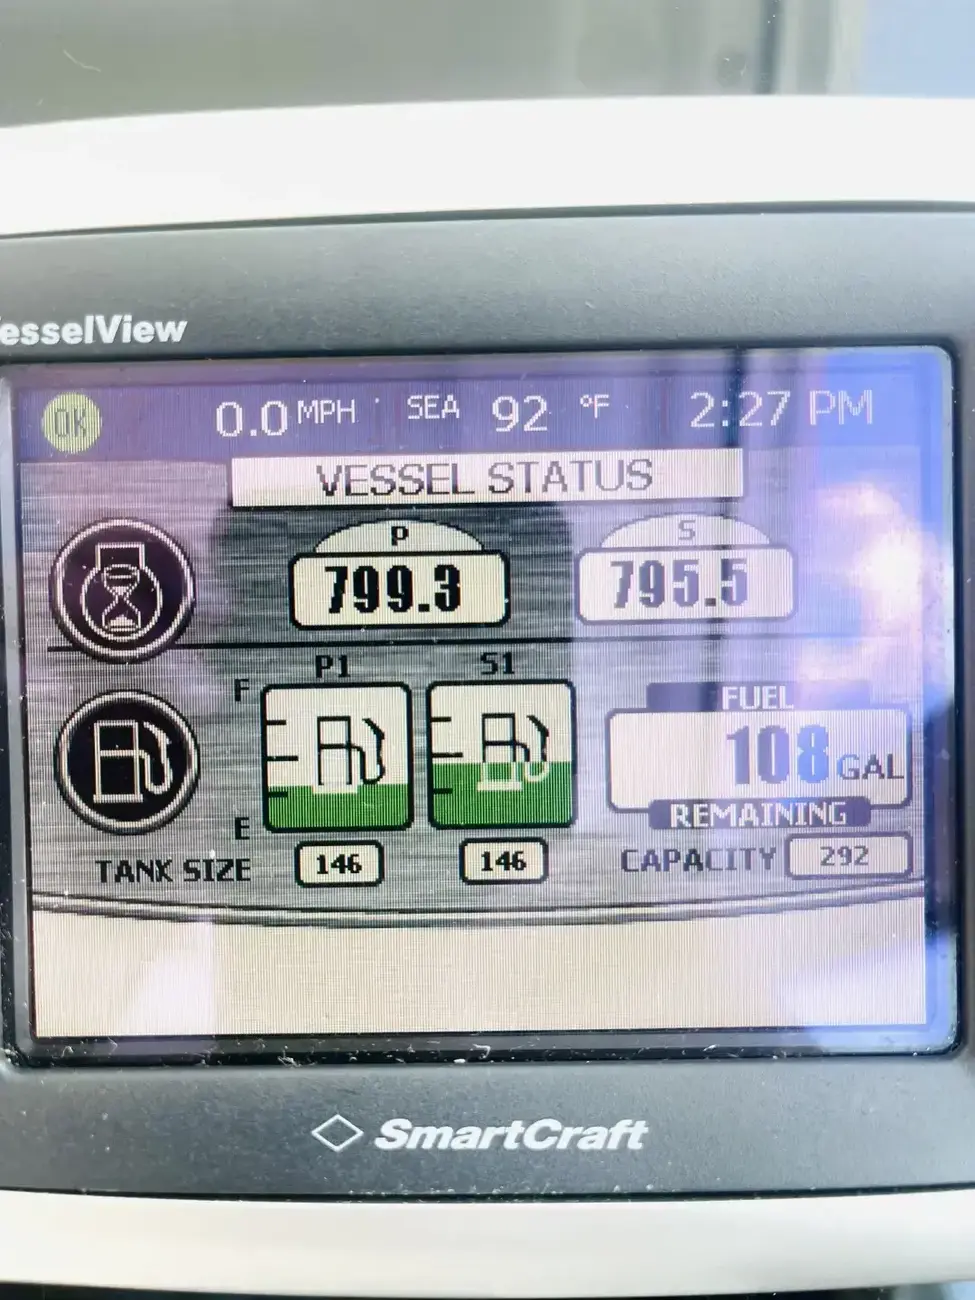 esselView
OK 0.0 MPH SEA 92 °F 2:27 PM
VESSEL STATUS
P S
799.3 795.5
P1 S1
F
FUEL
108 GAL
REMAINING
E
TANK SIZE 146 146 CAPACITY 292
SmartCraft